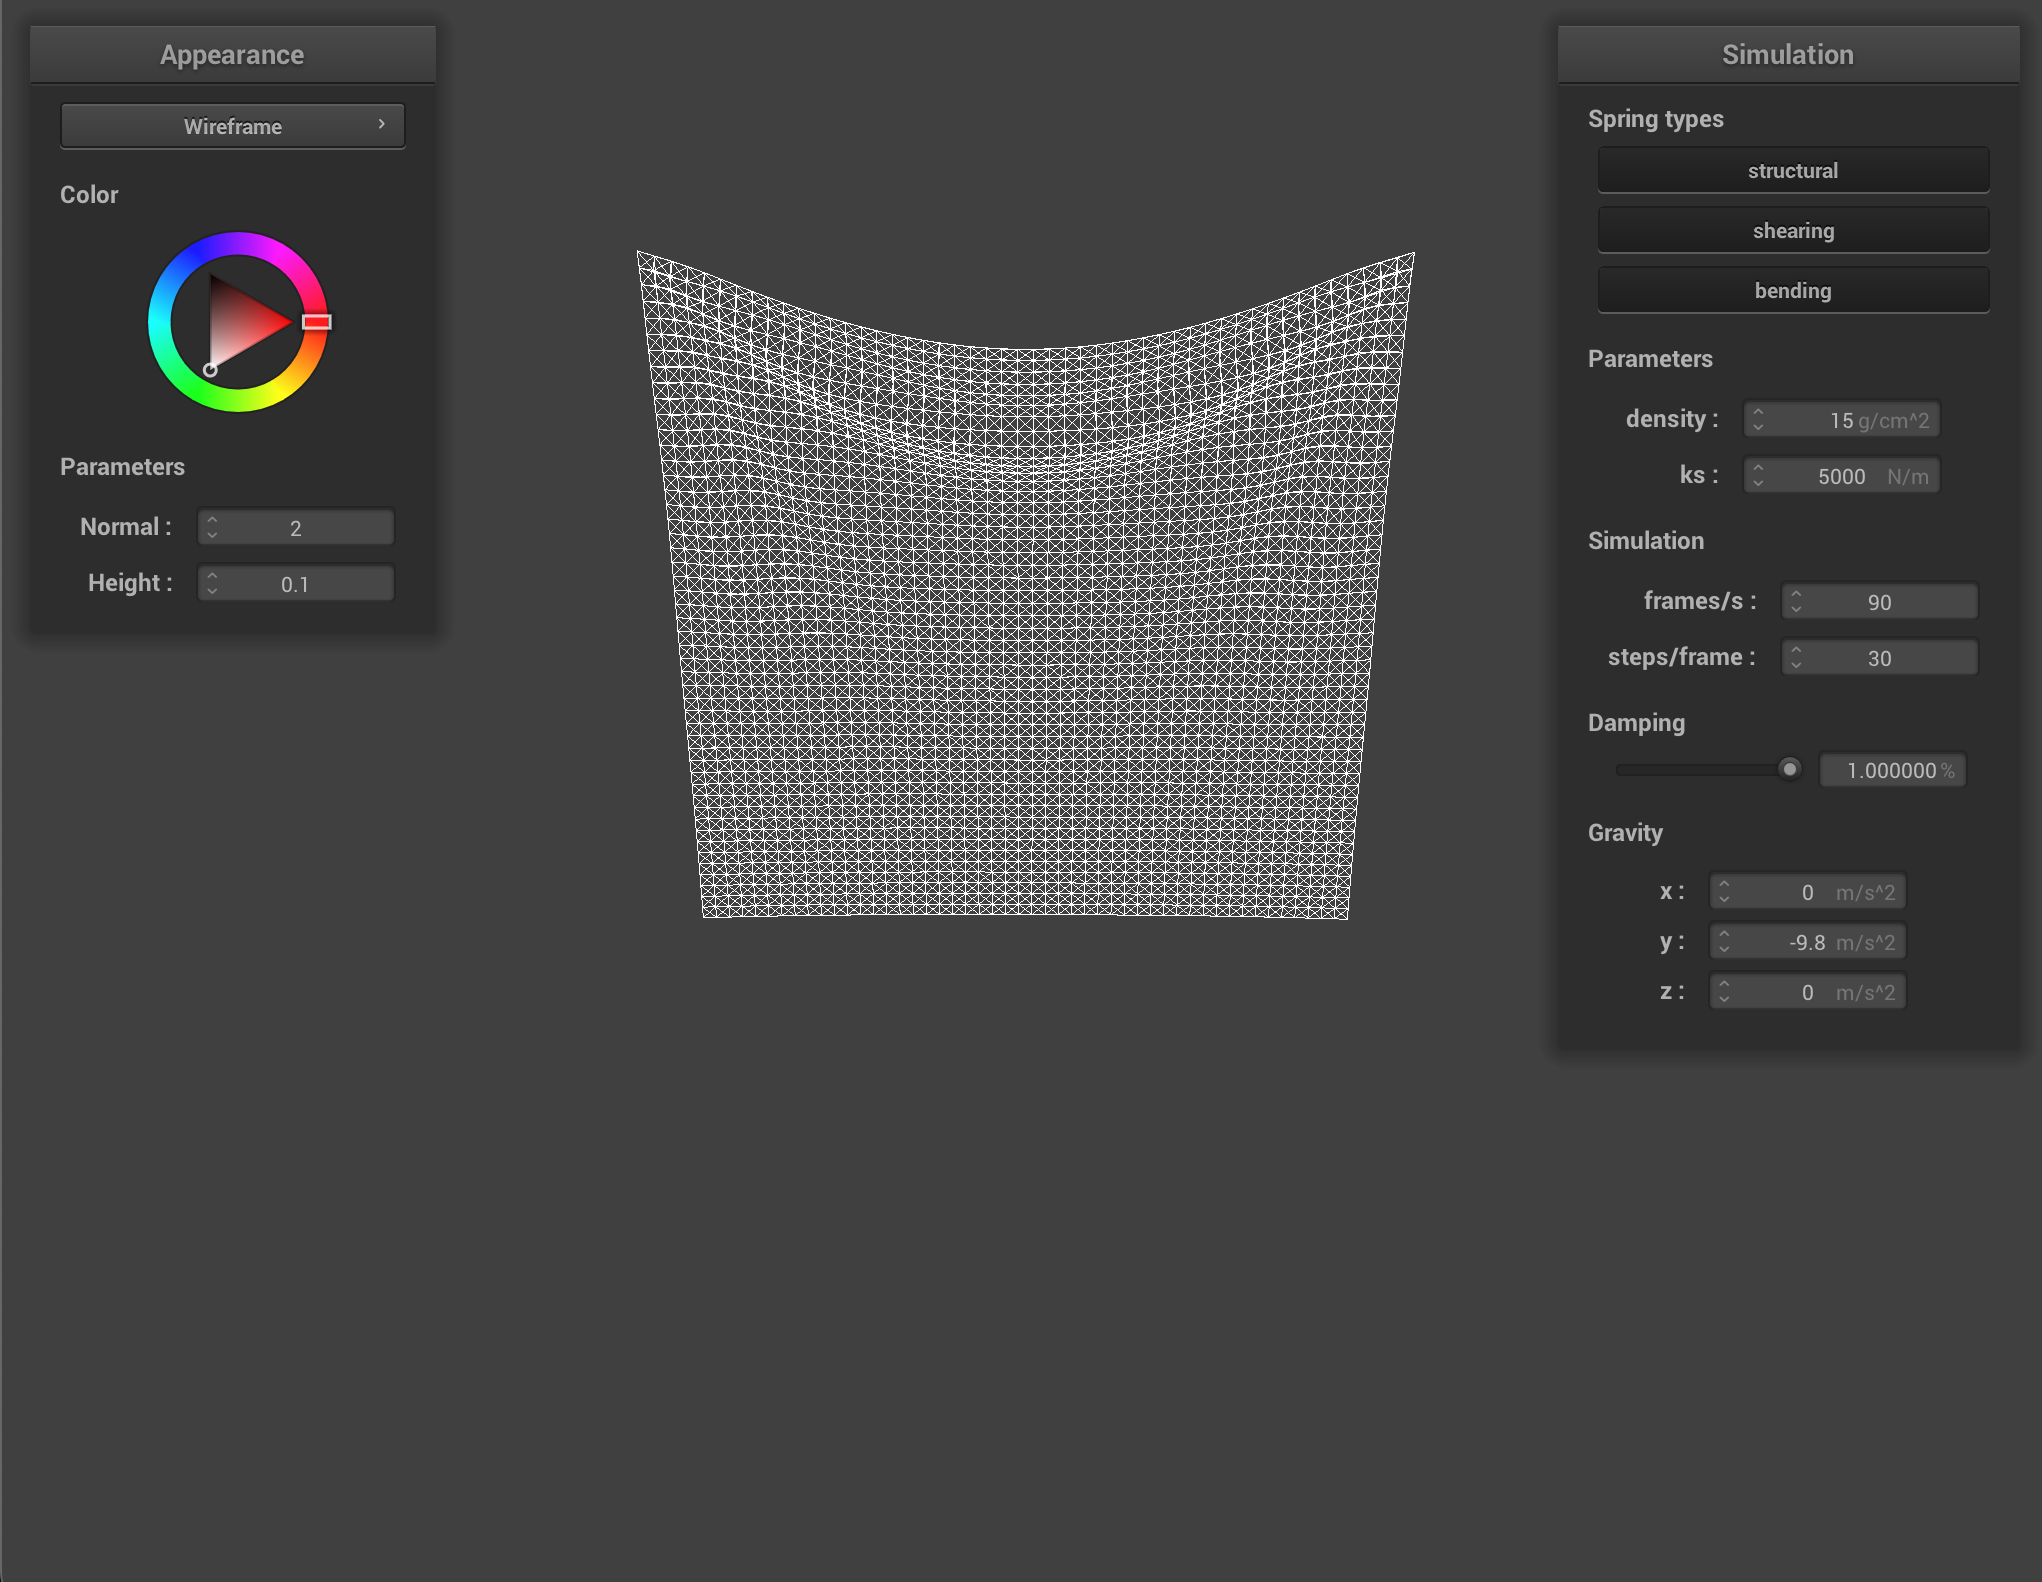 Appearance
Wireframe
Color
Parameters
Normal : 2
Height : 0.1
Simulation
Spring types
structural
shearing
bending
Parameters
density : 15 g/cm^2
ks : 5000 N/m
Simulation
frames/s : 90
steps/frame : 30
Damping
1.000000 %
Gravity
x : 0 m/s^2
y : -9.8 m/s^2
z : 0 m/s^2